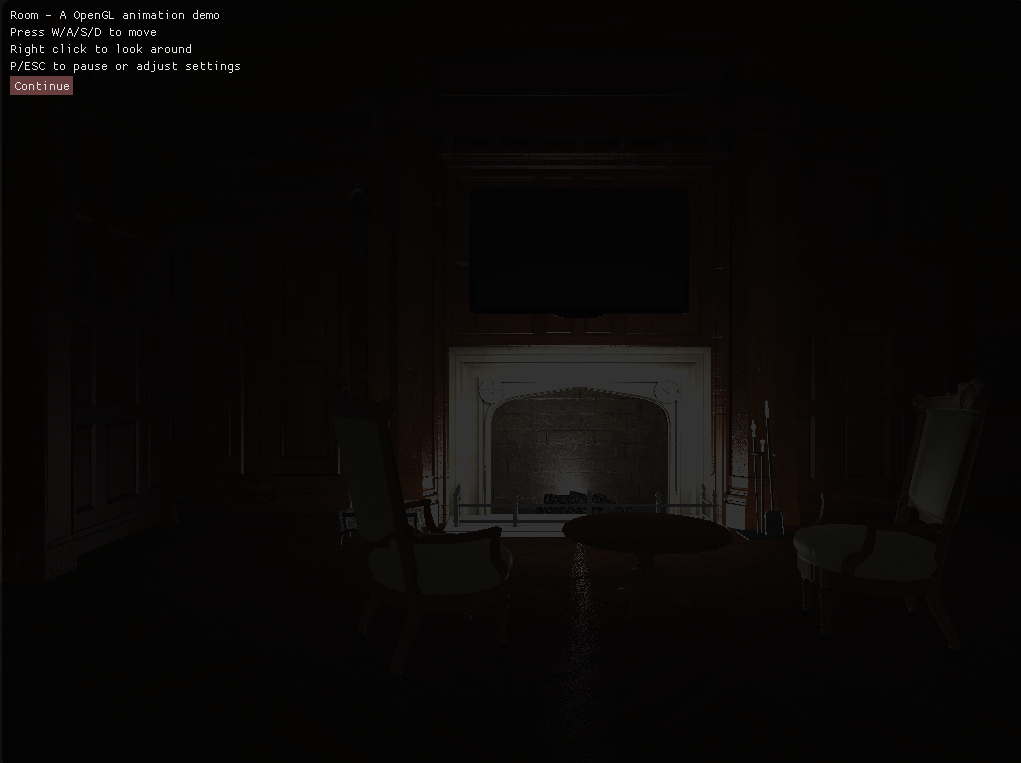 Room - A OpenGL animation demo
Press W/A/S/D to move
Right click to look around
P/ESC to pause or adjust settings
Continue